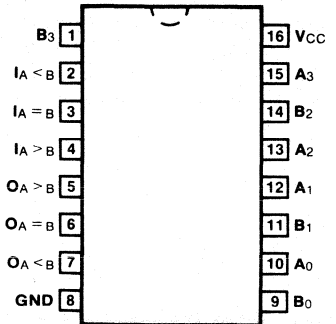 B3 1 16 VCC
IA < B 2 15 A3
IA = B 3 14 B2
IA > B 4 13 A2
OA > B 5 12 A1
OA = B 6 11 B1
OA < B 7 10 A0
GND 8 9 B0